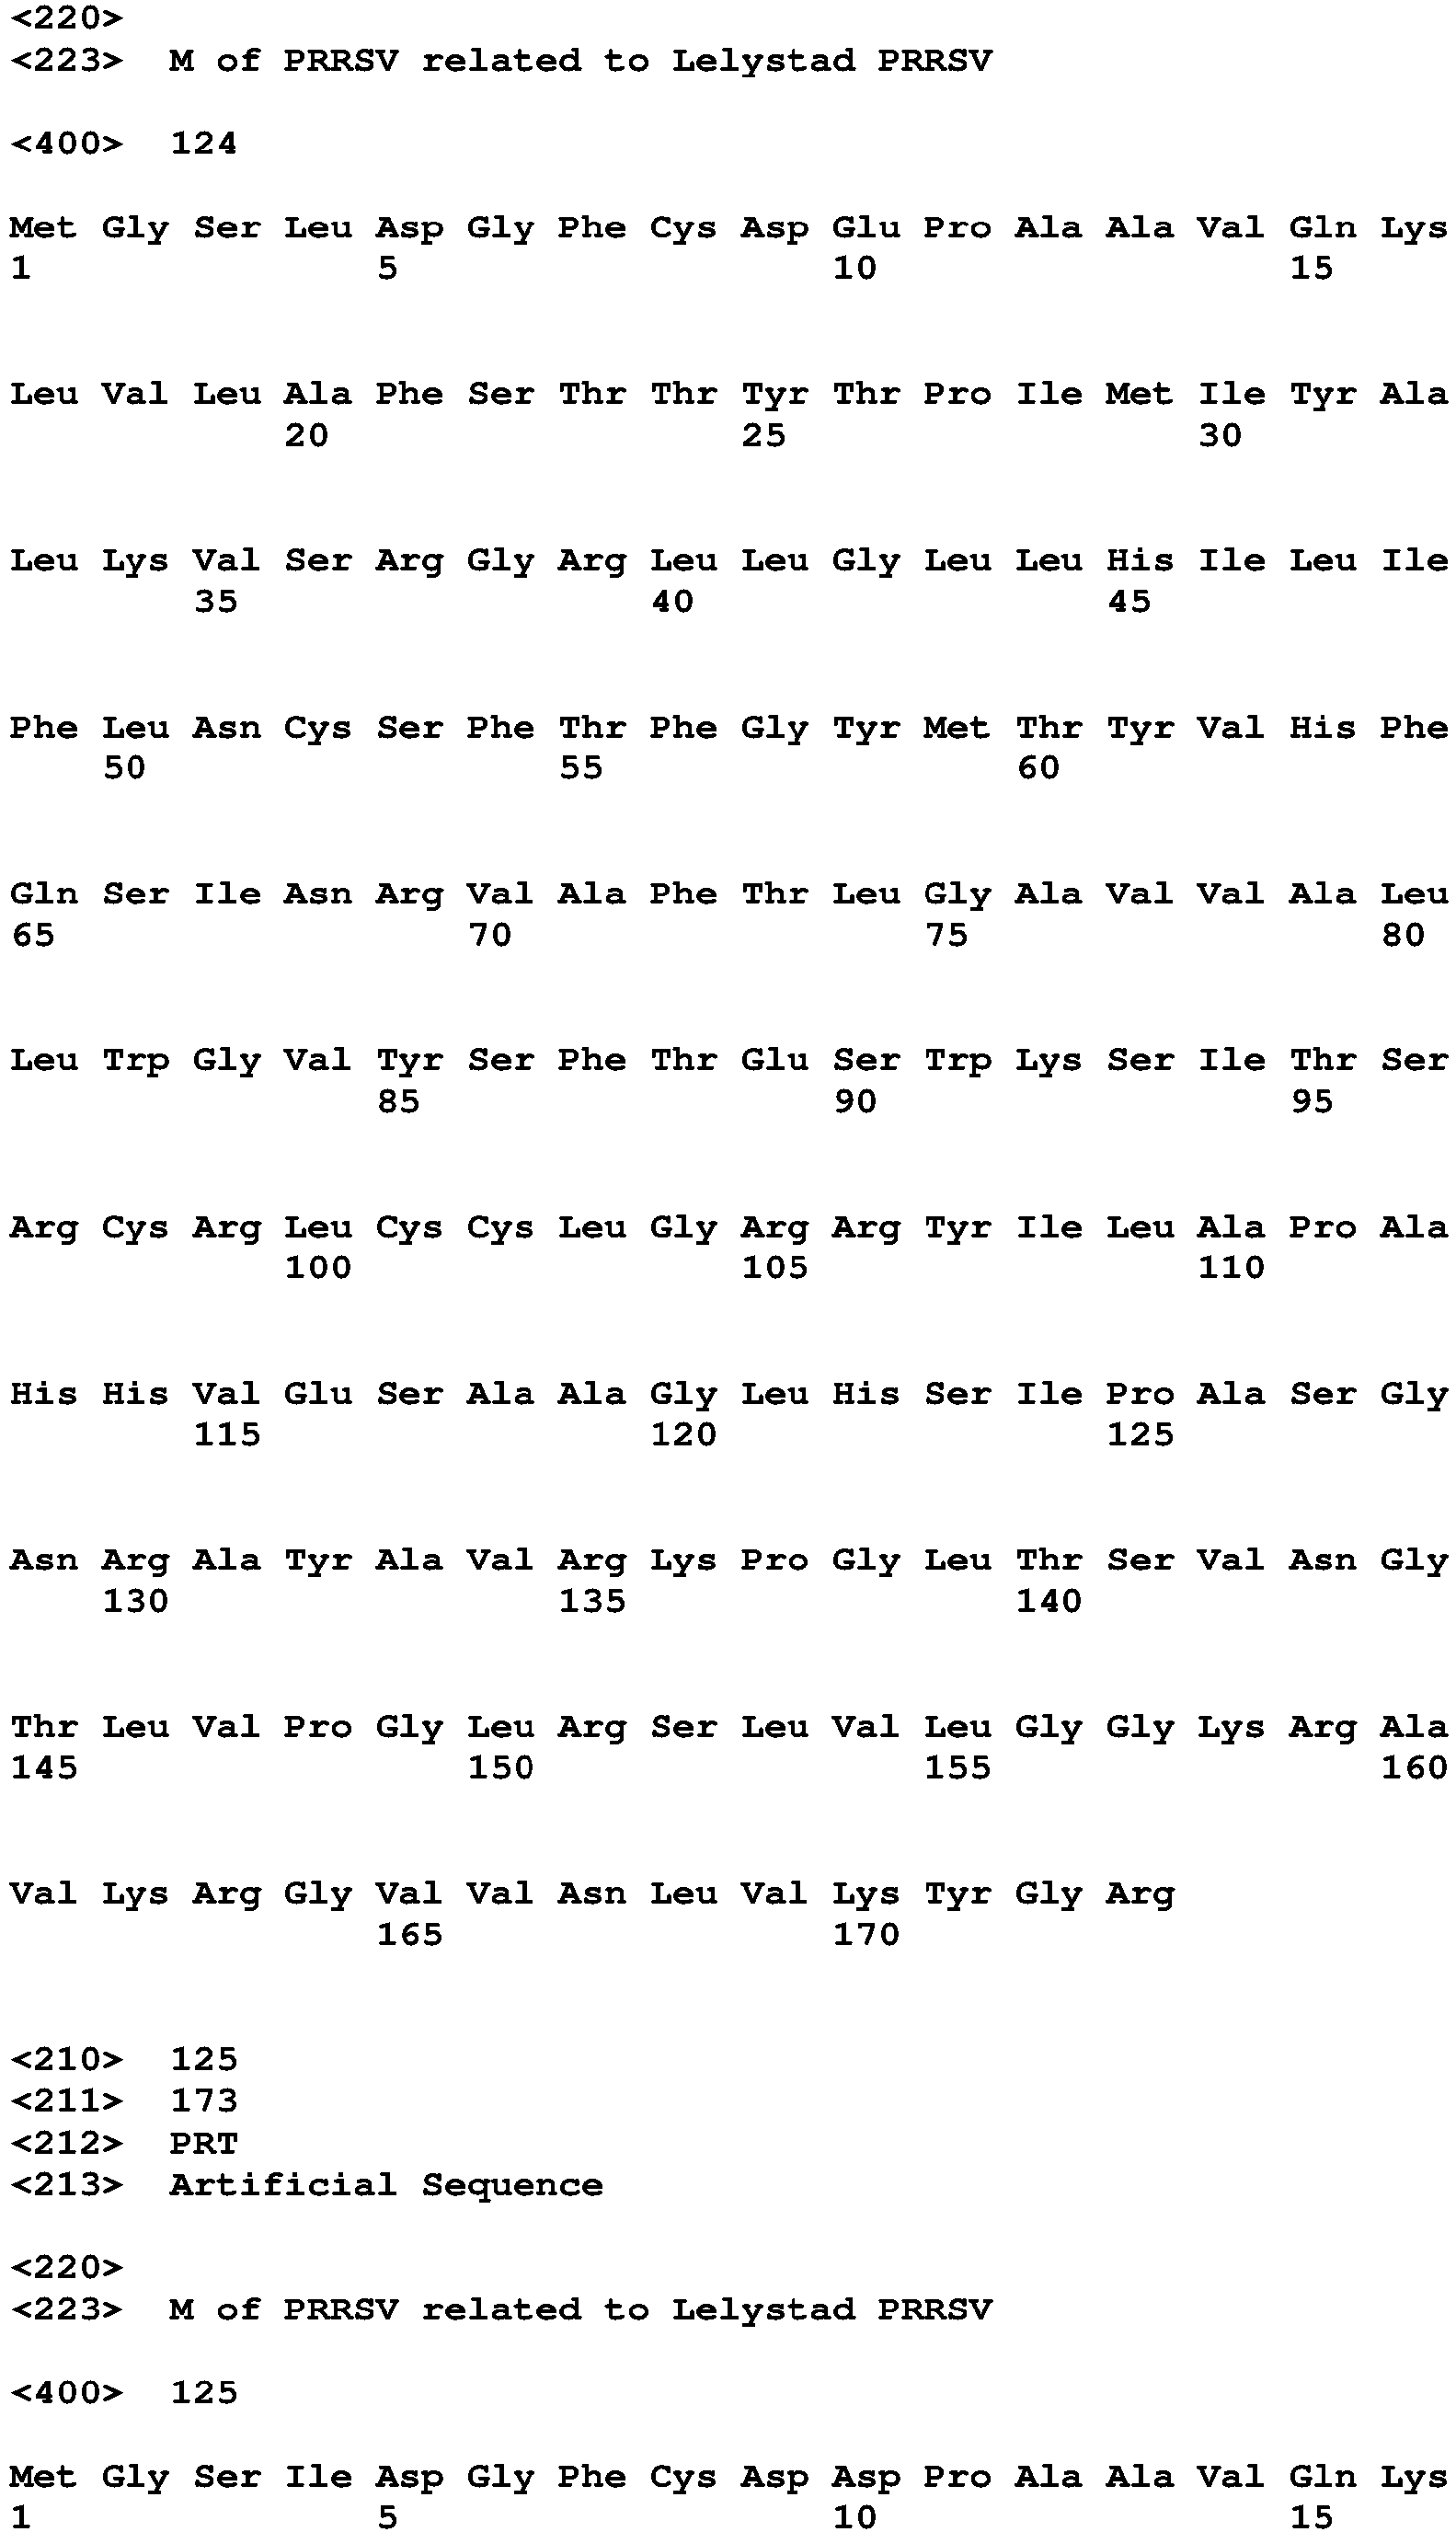 <220>
<223>  M of PRRSV related to Lelystad PRRSV
<400>  124
Met Gly Ser Leu Asp Gly Phe Cys Asp Glu Pro Ala Ala Val Gln Lys
1               5                   10                  15
Leu Val Leu Ala Phe Ser Thr Thr Tyr Thr Pro Ile Met Ile Tyr Ala
            20                  25                  30
Leu Lys Val Ser Arg Gly Arg Leu Leu Gly Leu Leu His Ile Leu Ile
        35                  40                  45
Phe Leu Asn Cys Ser Phe Thr Phe Gly Tyr Met Thr Tyr Val His Phe
    50                  55                  60
Gln Ser Ile Asn Arg Val Ala Phe Thr Leu Gly Ala Val Val Ala Leu
65                  70                  75                  80
Leu Trp Gly Val Tyr Ser Phe Thr Glu Ser Trp Lys Ser Ile Thr Ser
                85                  90                  95
Arg Cys Arg Leu Cys Cys Leu Gly Arg Arg Tyr Ile Leu Ala Pro Ala
            100                 105                 110
His His Val Glu Ser Ala Ala Gly Leu His Ser Ile Pro Ala Ser Gly
        115                 120                 125
Asn Arg Ala Tyr Ala Val Arg Lys Pro Gly Leu Thr Ser Val Asn Gly
    130                 135                 140
Thr Leu Val Pro Gly Leu Arg Ser Leu Val Leu Gly Gly Lys Arg Ala
145                 150                 155                 160
Val Lys Arg Gly Val Val Asn Leu Val Lys Tyr Gly Arg
                165                 170
<210>  125
<211>  173
<212>  PRT
<213>  Artificial Sequence
<220>
<223>  M of PRRSV related to Lelystad PRRSV
<400>  125
Met Gly Ser Ile Asp Gly Phe Cys Asp Asp Pro Ala Ala Val Gln Lys
1               5                   10                  15